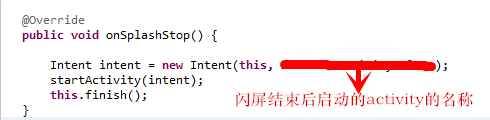 @Override
public void onSplashStop() {
Intent intent = new Intent(this, );
startActivity(intent);
this.finish();
闪屏结束后启动的activity的名称
}